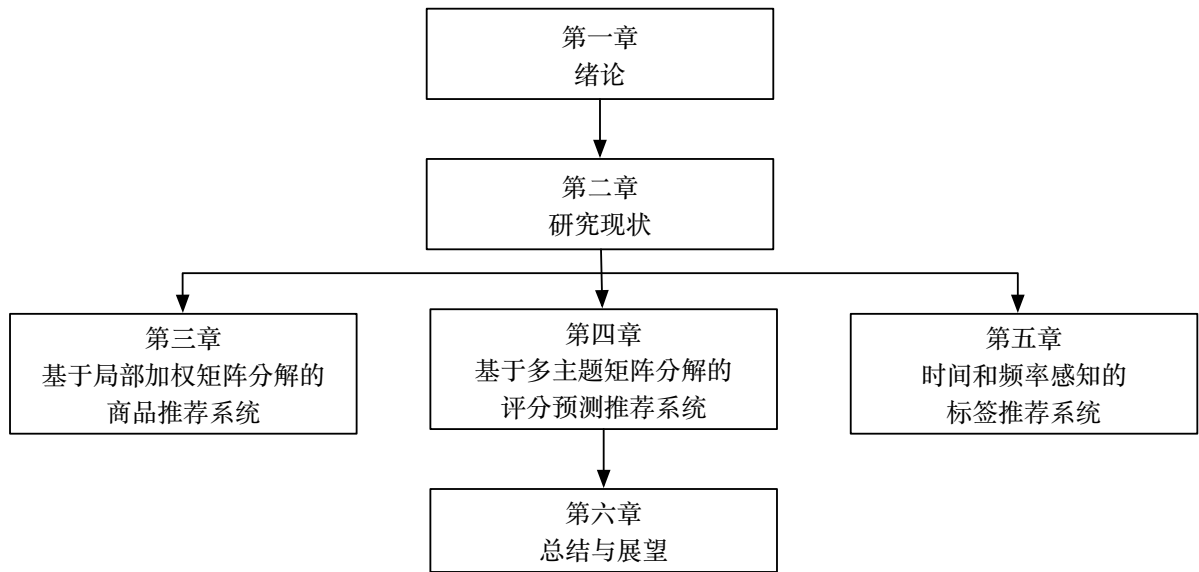 第一章
绪论
第二章
研究现状
第三章
基于局部加权矩阵分解的
商品推荐系统
第四章
基于多主题矩阵分解的
评分预测推荐系统
第五章
时间和频率感知的
标签推荐系统
第六章
总结与展望